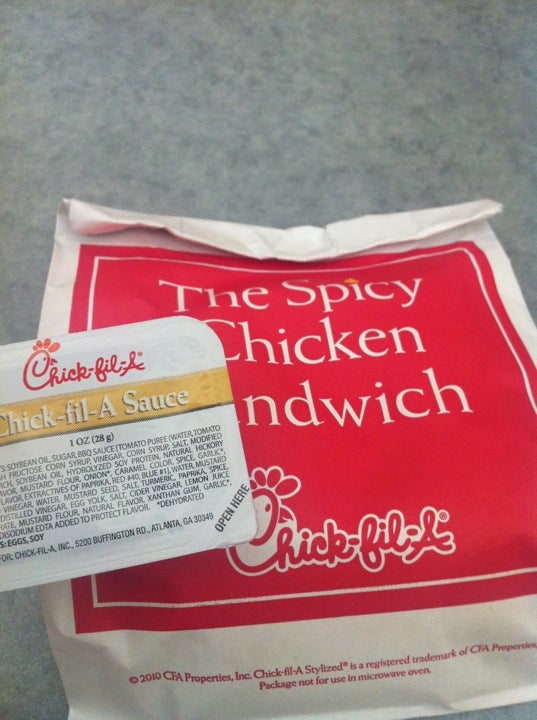 The Spicy
Chicken
ndwich
Chick-fil-A®
© 2010 CFA Properties, Inc. Chick-fil-A Stylized® is a registered trademark of CFA Properties
Package not for use in microwave oven.
Chick-fil-A®
Chick-fil-A Sauce
1 OZ (28 g)
SOYBEAN OIL, SUGAR, BBQ SAUCE (TOMATO PUREE (WATER, TOMATO
FRUCTOSE CORN SYRUP, VINEGAR, CORN SYRUP, SALT, MODIFIED
SOYBEAN OIL, HYDROLYZED SOY PROTEIN, NATURAL HICKORY
MUSTARD FLOUR, ONION*, CARAMEL COLOR, SPICE, GARLIC*,
EXTRACTIVES OF PAPRIKA, RED #40, BLUE #1), WATER, MUSTARD
VINEGAR, WATER, MUSTARD SEED, SALT, TURMERIC, PAPRIKA, SPICE,
VINEGAR, EGG YOLK, SALT, CIDER VINEGAR, LEMON JUICE
MUSTARD FLOUR, NATURAL FLAVOR, XANTHAN GUM, GARLIC*,
DISODIUM EDTA ADDED TO PROTECT FLAVOR. *DEHYDRATED
EGGS, SOY
CHICK-FIL-A, INC., 5200 BUFFINGTON RD., ATLANTA, GA 30349
OPEN HERE